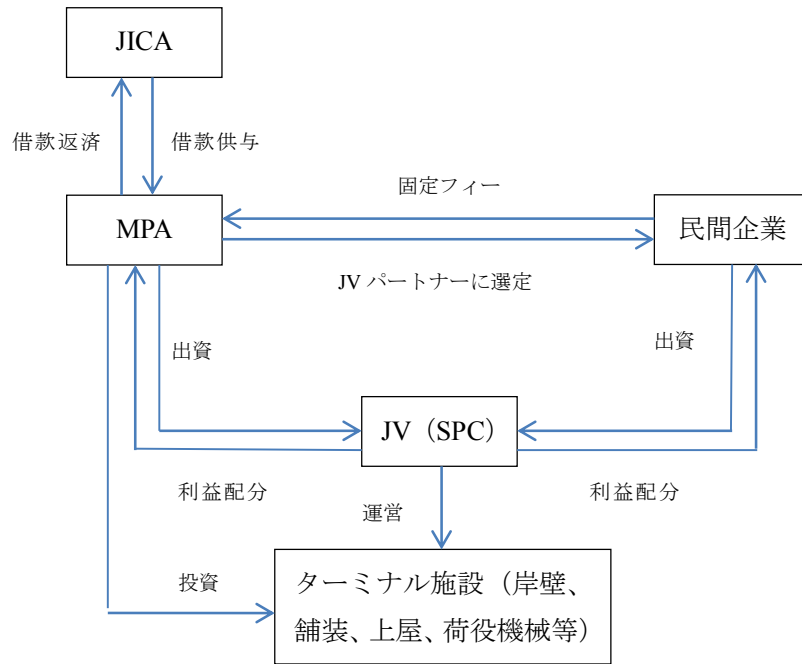 JICA
借款返済
借款供与
固定フィー
MPA
民間企業
JV パートナーに選定
出資
出資
JV（SPC）
利益配分
利益配分
運営
投資
ターミナル施設（岸壁、
舗装、上屋、荷役機械等）